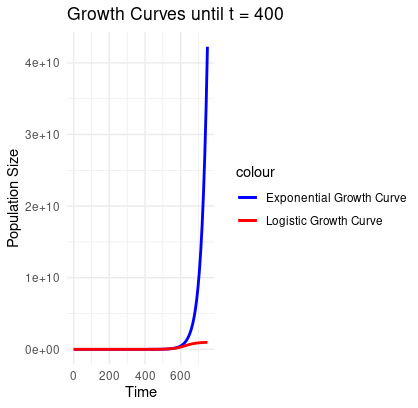 Growth Curves until t = 400
4e+10
3e+10
2e+10
1e+10
0e+00
Population Size
0 200 400 600
Time
colour
Exponential Growth Curve
Logistic Growth Curve